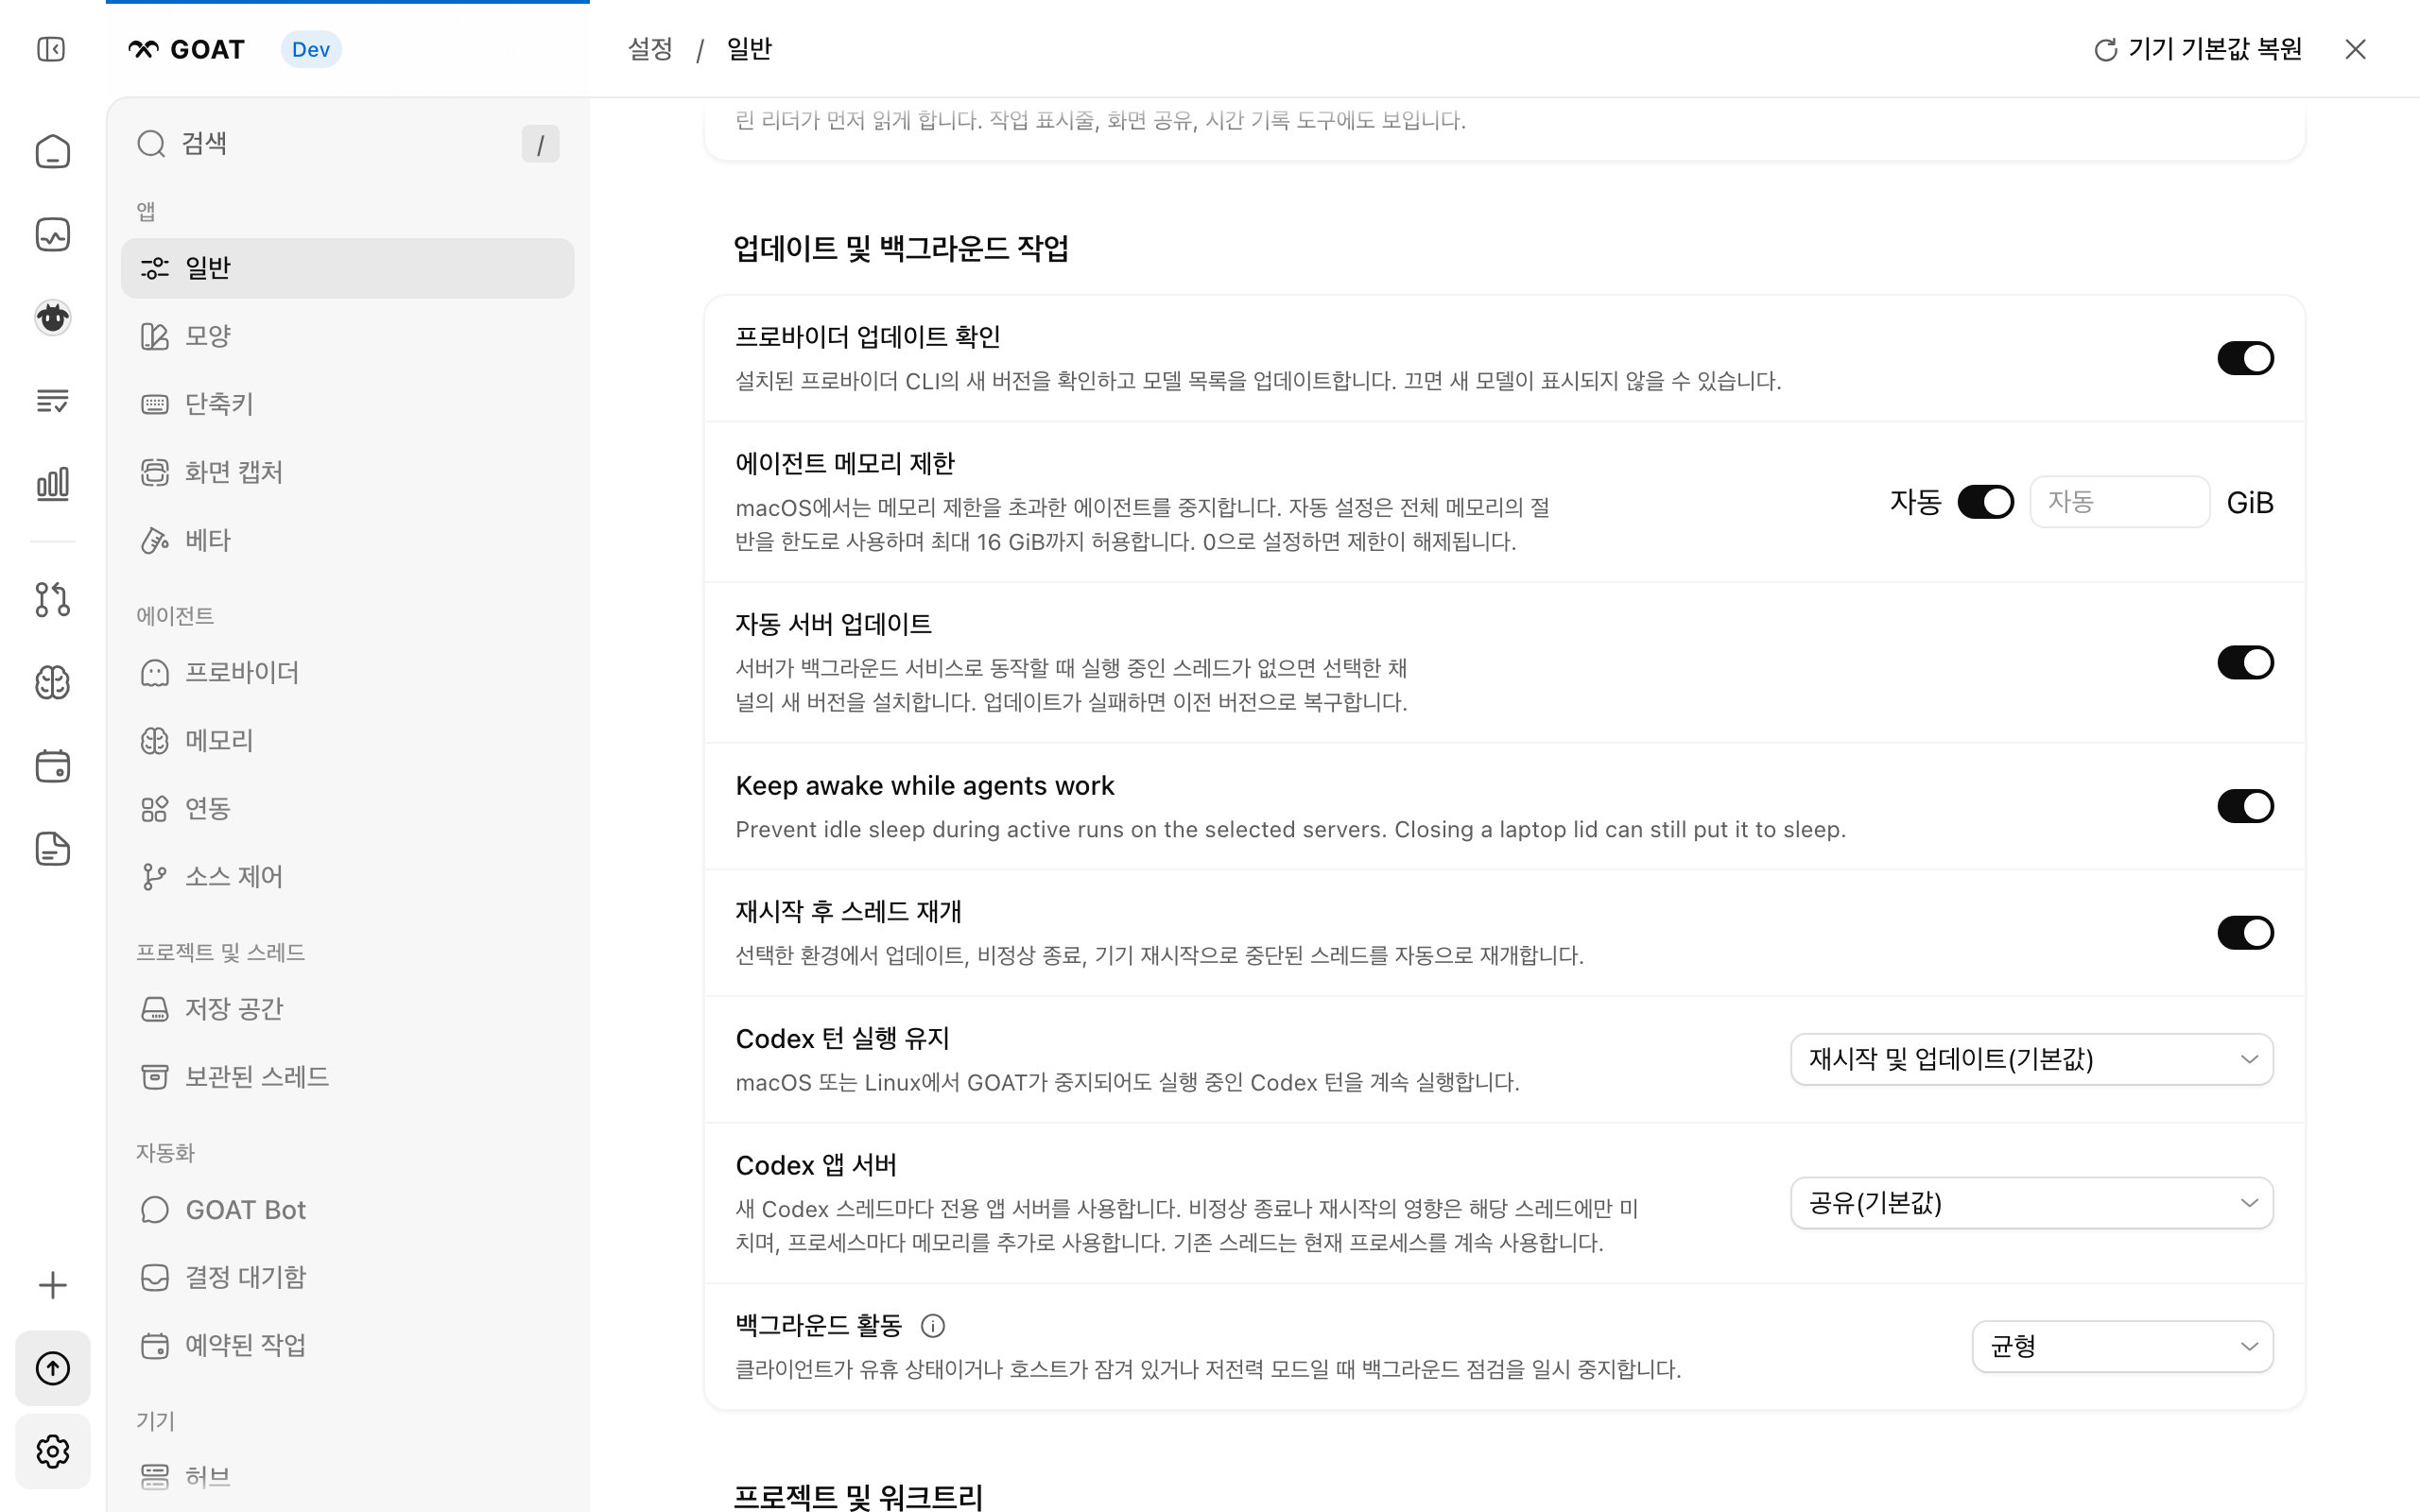 GOAT
Dev
설정 / 일반
기기 기본값 복원
검색
/
앱
일반
모양
단축키
화면 캡처
베타
에이전트
프로바이더
메모리
연동
소스 제어
프로젝트 및 스레드
저장 공간
보관된 스레드
자동화
GOAT Bot
결정 대기함
예약된 작업
기기
허브
린 리더가 먼저 읽게 합니다. 작업 표시줄, 화면 공유, 시간 기록 도구에도 보입니다.
업데이트 및 백그라운드 작업
프로바이더 업데이트 확인
설치된 프로바이더 CLI의 새 버전을 확인하고 모델 목록을 업데이트합니다. 끄면 새 모델이 표시되지 않을 수 있습니다.
에이전트 메모리 제한
macOS에서는 메모리 제한을 초과한 에이전트를 중지합니다. 자동 설정은 전체 메모리의 절
반을 한도로 사용하며 최대 16 GiB까지 허용합니다. 0으로 설정하면 제한이 해제됩니다.
자동
자동
GiB
자동 서버 업데이트
서버가 백그라운드 서비스로 동작할 때 실행 중인 스레드가 없으면 선택한 채
널의 새 버전을 설치합니다. 업데이트가 실패하면 이전 버전으로 복구합니다.
Keep awake while agents work
Prevent idle sleep during active runs on the selected servers. Closing a laptop lid can still put it to sleep.
재시작 후 스레드 재개
선택한 환경에서 업데이트, 비정상 종료, 기기 재시작으로 중단된 스레드를 자동으로 재개합니다.
Codex 턴 실행 유지
macOS 또는 Linux에서 GOAT가 중지되어도 실행 중인 Codex 턴을 계속 실행합니다.
재시작 및 업데이트(기본값)
Codex 앱 서버
새 Codex 스레드마다 전용 앱 서버를 사용합니다. 비정상 종료나 재시작의 영향은 해당 스레드에만 미
치며, 프로세스마다 메모리를 추가로 사용합니다. 기존 스레드는 현재 프로세스를 계속 사용합니다.
공유(기본값)
백그라운드 활동
클라이언트가 유휴 상태이거나 호스트가 잠겨 있거나 저전력 모드일 때 백그라운드 점검을 일시 중지합니다.
균형
프로젝트 및 워크트리